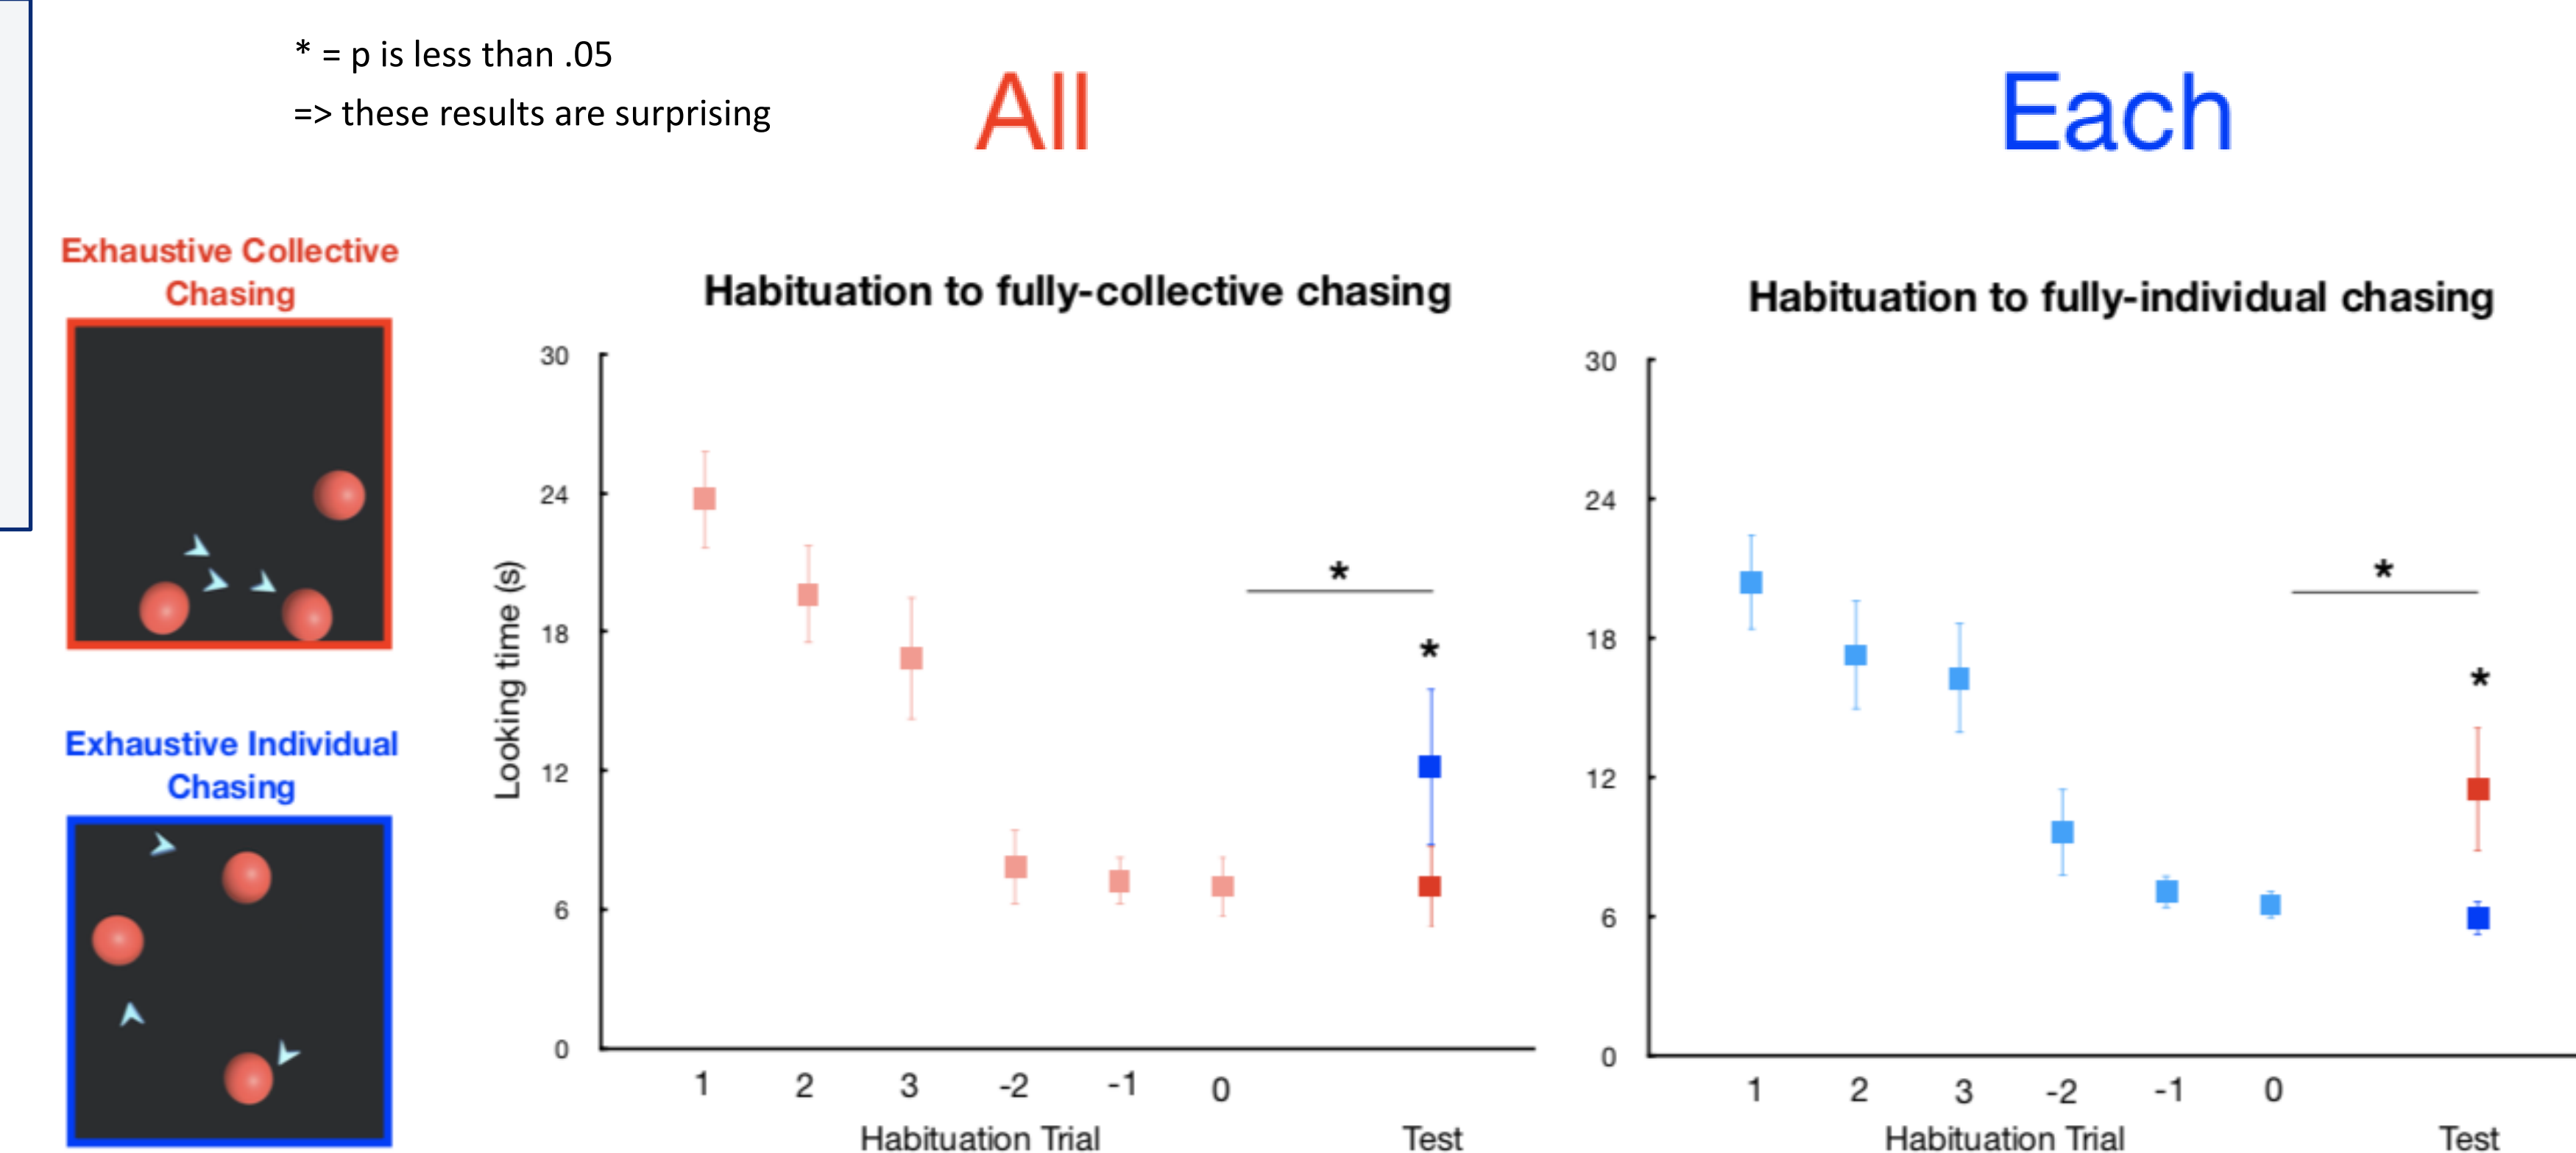 * = p is less than .05
=> these results are surprising
All
Each
Exhaustive Collective
Chasing
Exhaustive Individual
Chasing
Habituation to fully-collective chasing
Looking time (s)
30
24
18
12
6
0
*
*
1 2 3 -2 -1 0
Habituation Trial Test
Habituation to fully-individual chasing
30
24
18
12
6
0
*
*
1 2 3 -2 -1 0
Habituation Trial Test